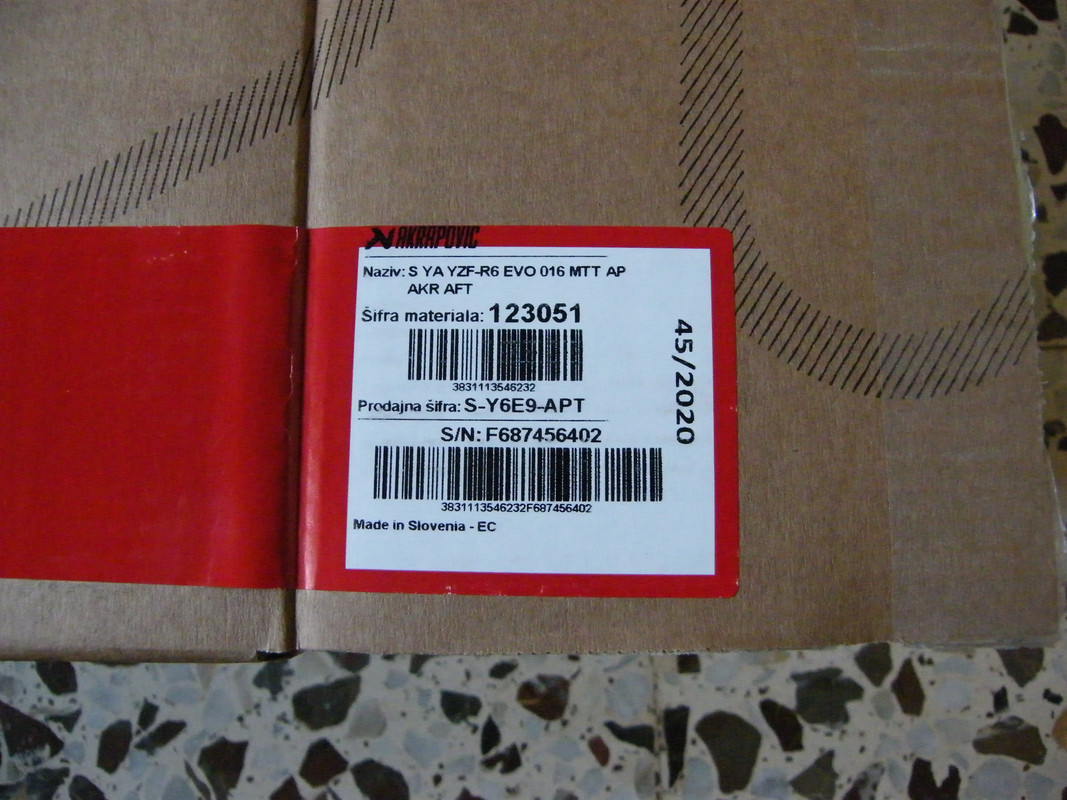 AKRAPOVIC
Naziv: S YA YZF-R6 EVO 016 MTT AP
AKR AFT
Šifra materiala: 123051
3831113546232
Prodajna šifra: S-Y6E9-APT
S/N: F687456402
3831113546232F687456402
Made in Slovenia - EC
45/2020